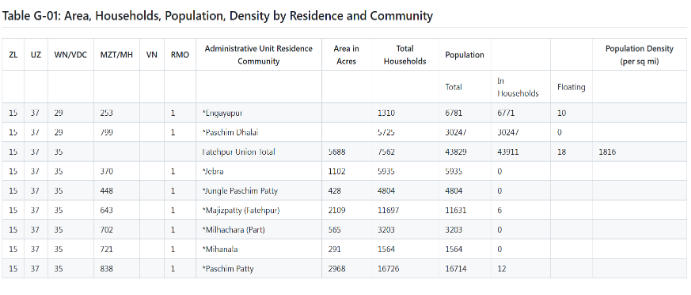 Table G-01: Area, Households, Population, Density by Residence and Community
ZL UZ WN/VDC MZT/MH VN RMO Administrative Unit Residence Community Area in Acres Total Households Population Population Density (per sq mi)
Total In Households Floating
15 37 29 253 1 *Engayapur 1310 6781 6771 10
15 37 29 799 1 *Paschim Dhalai 5725 30247 30247 0
15 37 35 Fatehpur Union Total 5688 7562 43829 43911 18 1816
15 37 35 370 1 *Jebra 1102 5935 5935 0
15 37 35 448 1 *Jungle Paschim Patty 428 4804 4804 0
15 37 35 643 1 *Majizpatty (Fatehpur) 2109 11697 11631 6
15 37 35 702 1 *Milhachara (Part) 565 3203 3203 0
15 37 35 721 1 *Mihanala 291 1564 1564 0
15 37 35 838 1 *Paschim Patty 2968 16726 16714 12